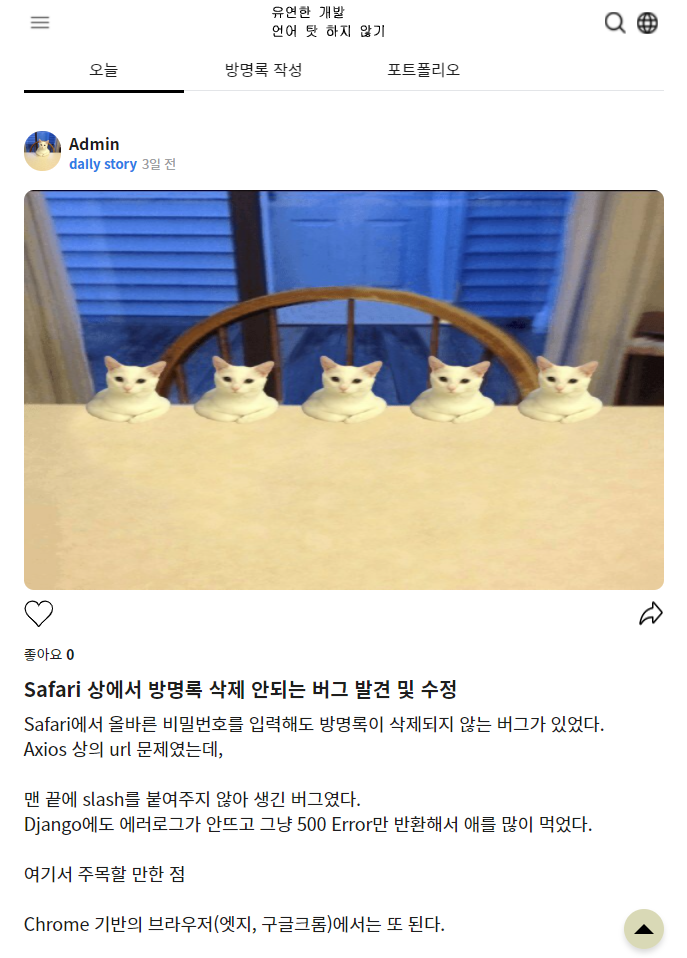 유연한 개발
언어 탓 하지 않기
오늘
방명록 작성
포트폴리오
Admin
daily story 3일 전
좋아요 0
Safari 상에서 방명록 삭제 안되는 버그 발견 및 수정
Safari에서 올바른 비밀번호를 입력해도 방명록이 삭제되지 않는 버그가 있었다.
Axios 상의 url 문제였는데,
맨 끝에 slash를 붙여주지 않아 생긴 버그였다.
Django에도 에러로그가 안뜨고 그냥 500 Error만 반환해서 애를 많이 먹었다.
여기서 주목할 만한 점
Chrome 기반의 브라우저(엣지, 구글크롬)에서는 또 된다.